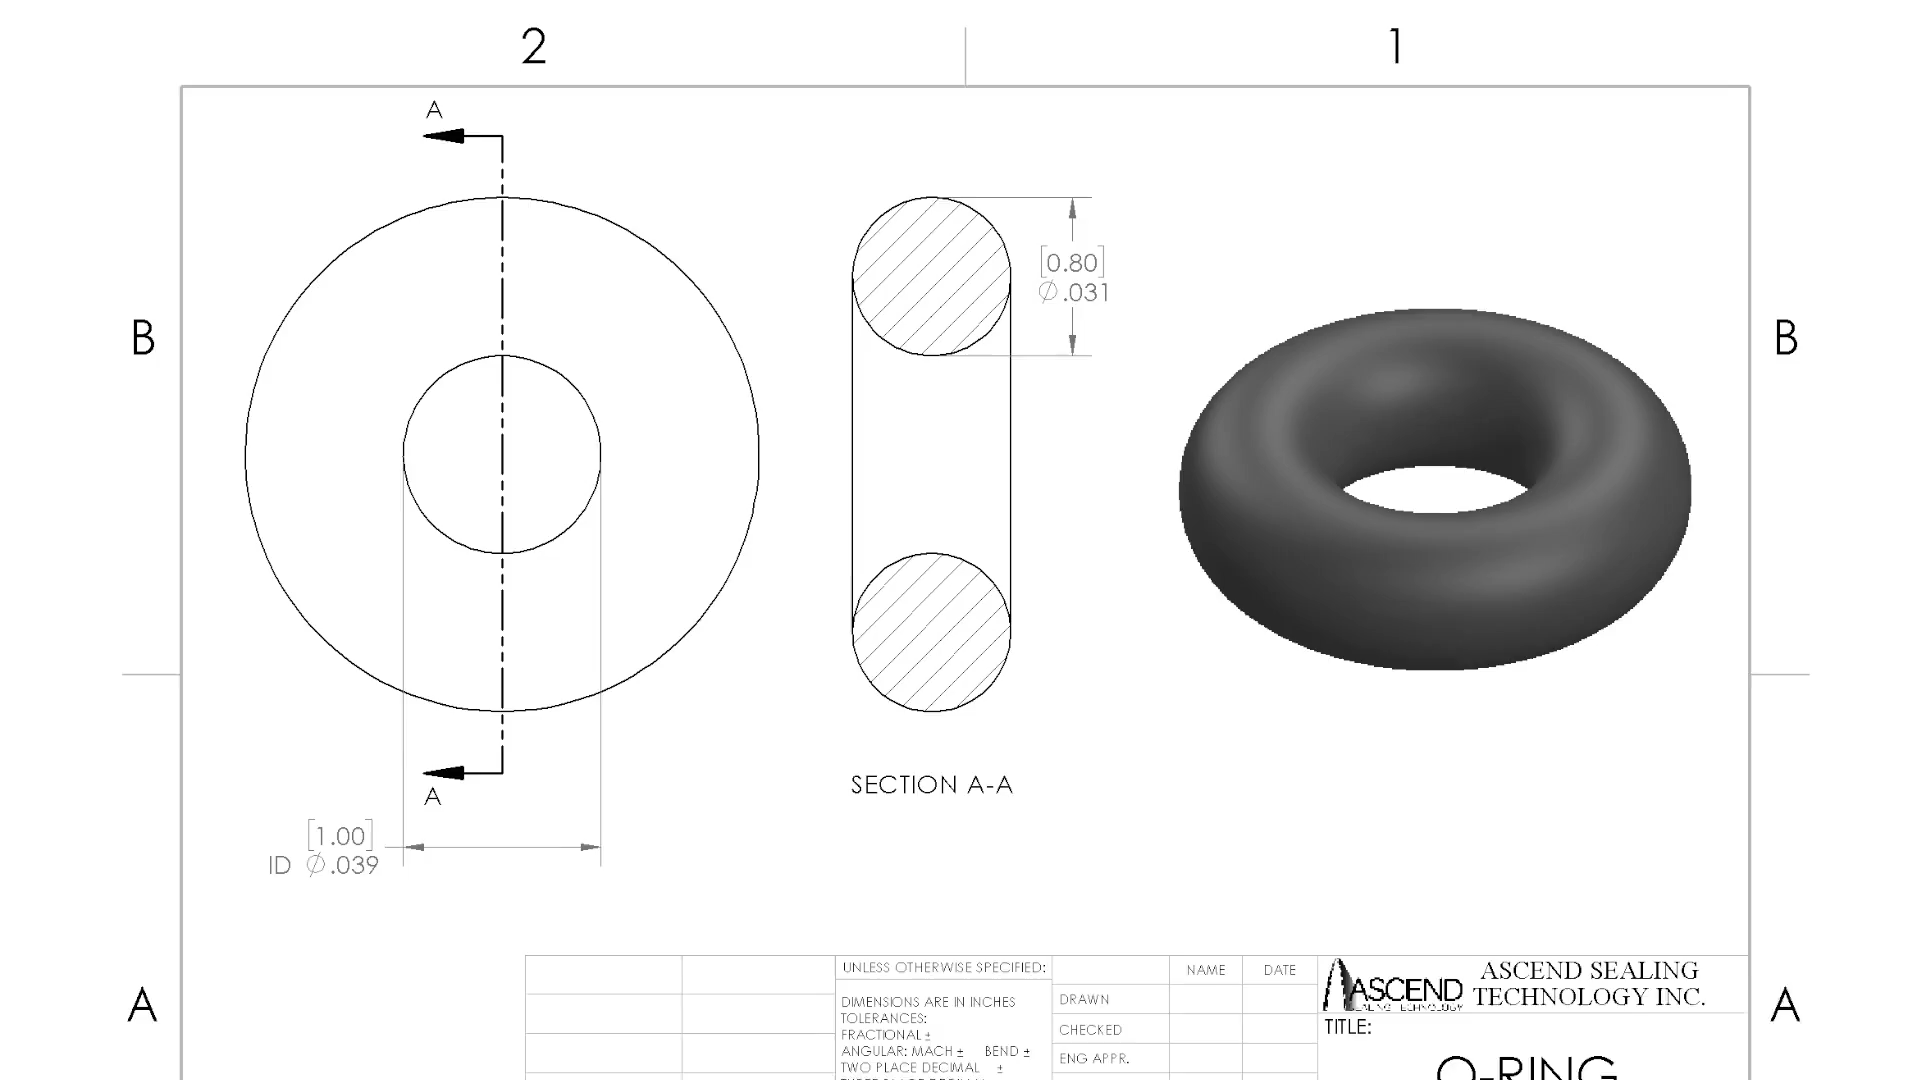 2
1
A
B
B
[0.80]
∅.031
A
SECTION A-A
[1.00]
ID ∅.039
A
A
UNLESS OTHERWISE SPECIFIED:
DIMENSIONS ARE IN INCHES
TOLERANCES:
FRACTIONAL ±
ANGULAR: MACH ± BEND ±
TWO PLACE DECIMAL ±
NAME
DATE
DRAWN
CHECKED
ENG APPR.
ASCEND
ASCEND SEALING
TECHNOLOGY INC.
TITLE:
O-RING